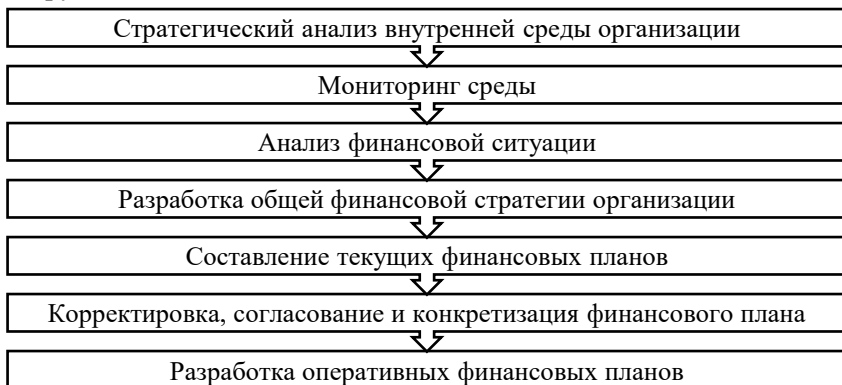 Стратегический анализ внутренней среды организации
Мониторинг среды
Анализ финансовой ситуации
Разработка общей финансовой стратегии организации
Составление текущих финансовых планов
Корректировка, согласование и конкретизация финансового плана
Разработка оперативных финансовых планов